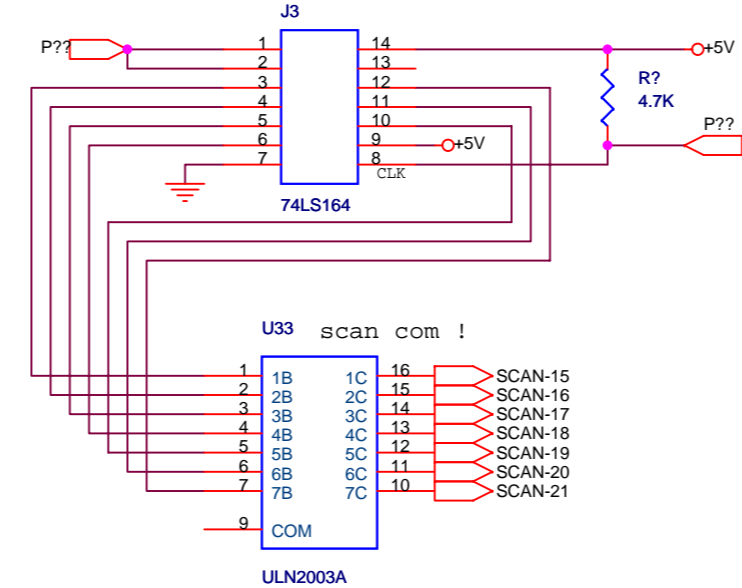 J3
P?? 1 14 +5V
2 13
3 12 R?
4 11 4.7K
5 10 P??
6 9 +5V
7 8
CLK
74LS164
U33 scan com !
1 1B 1C 16 SCAN-15
2 2B 2C 15 SCAN-16
3 3B 3C 14 SCAN-17
4 4B 4C 13 SCAN-18
5 5B 5C 12 SCAN-19
6 6B 6C 11 SCAN-20
7 7B 7C 10 SCAN-21
9 COM
ULN2003A